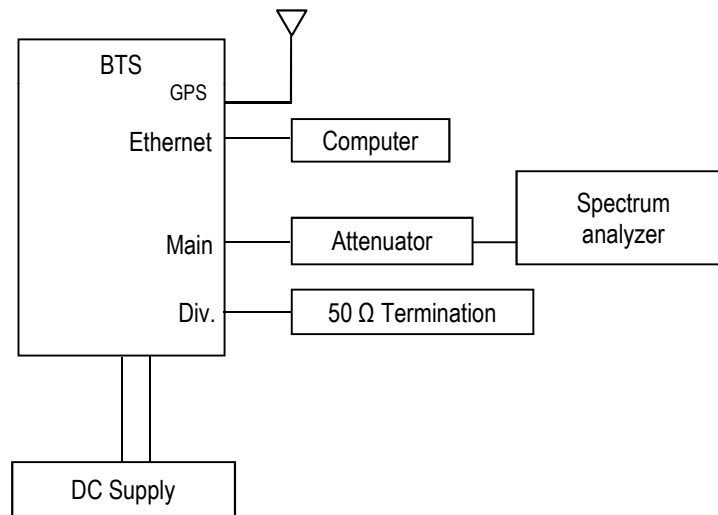 BTS
GPS
Ethernet
Computer
Main
Attenuator
Spectrum
analyzer
Div.
50 Ω Termination
DC Supply